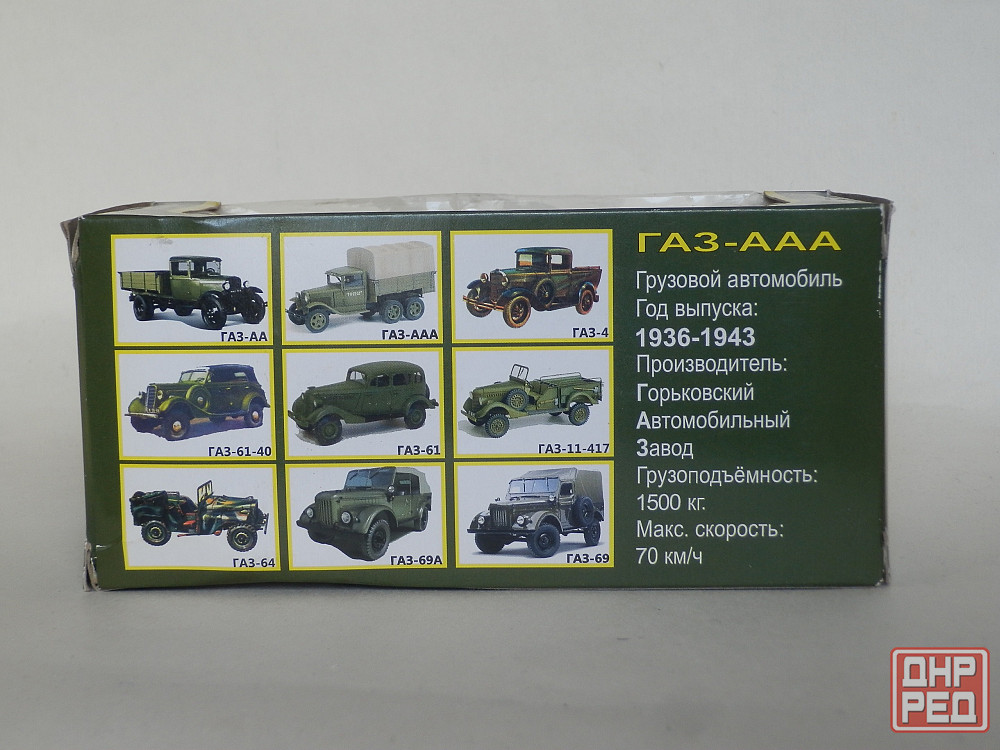 ГАЗ-АА
ГАЗ-ААА
ГАЗ-4
ГАЗ-61-40
ГАЗ-61
ГАЗ-11-417
ГАЗ-64
ГАЗ-69А
ГАЗ-69
ГАЗ-ААА
Грузовой автомобиль
Год выпуска:
1936-1943
Производитель:
Горьковский
Автомобильный
Завод
Грузоподъёмность:
1500 кг.
Макс. скорость:
70 км/ч
ДНР
РЕД